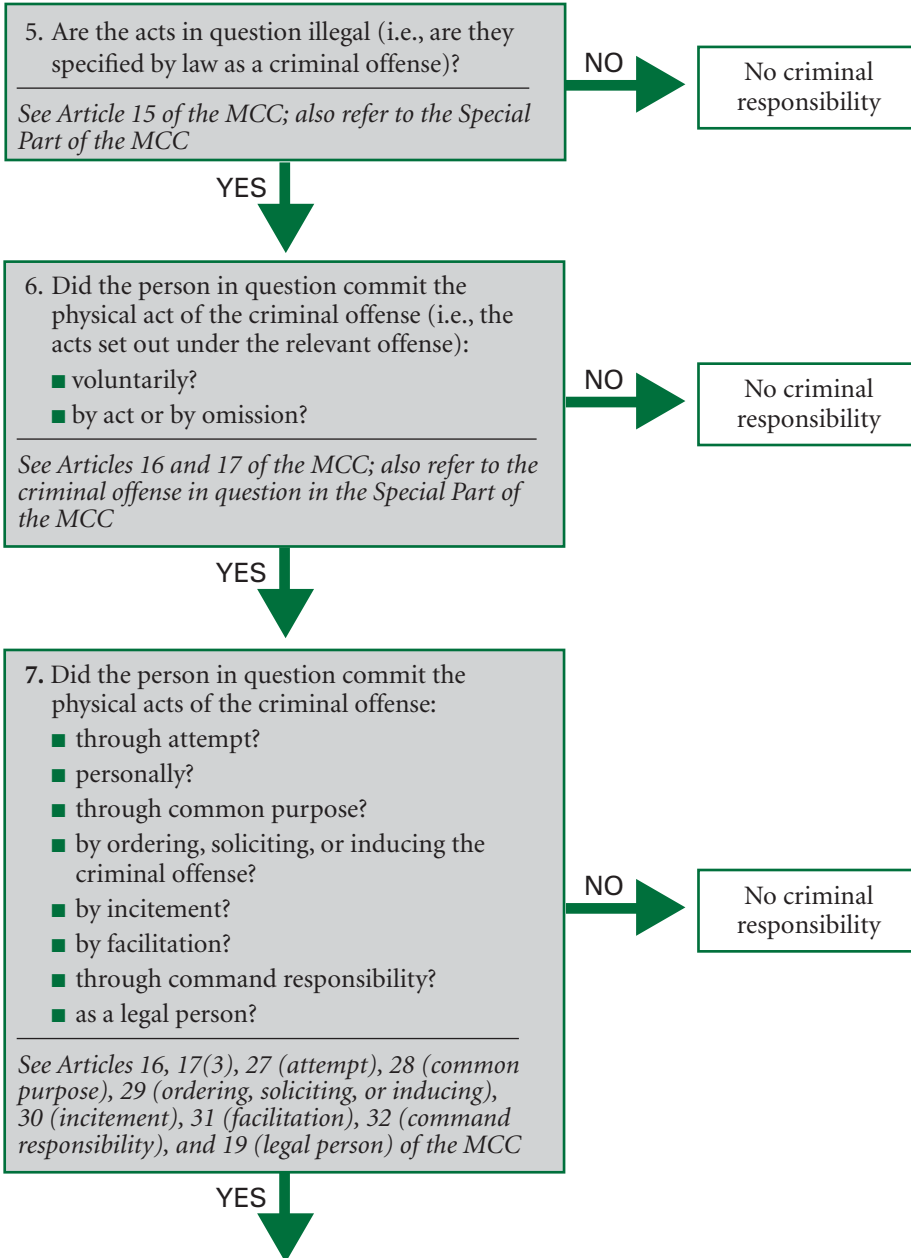 5. Are the acts in question illegal (i.e., are they
specified by law as a criminal offense)?
See Article 15 of the MCC; also refer to the Special
Part of the MCC
NO
No criminal
responsibility
YES
6. Did the person in question commit the
physical act of the criminal offense (i.e., the
acts set out under the relevant offense):
■ voluntarily?
■ by act or by omission?
See Articles 16 and 17 of the MCC; also refer to the
criminal offense in question in the Special Part of
the MCC
NO
No criminal
responsibility
YES
7. Did the person in question commit the
physical acts of the criminal offense:
■ through attempt?
■ personally?
■ through common purpose?
■ by ordering, soliciting, or inducing the
criminal offense?
■ by incitement?
■ by facilitation?
■ through command responsibility?
■ as a legal person?
See Articles 16, 17(3), 27 (attempt), 28 (common
purpose), 29 (ordering, soliciting, or inducing),
30 (incitement), 31 (facilitation), 32 (command
responsibility), and 19 (legal person) of the MCC
NO
No criminal
responsibility
YES